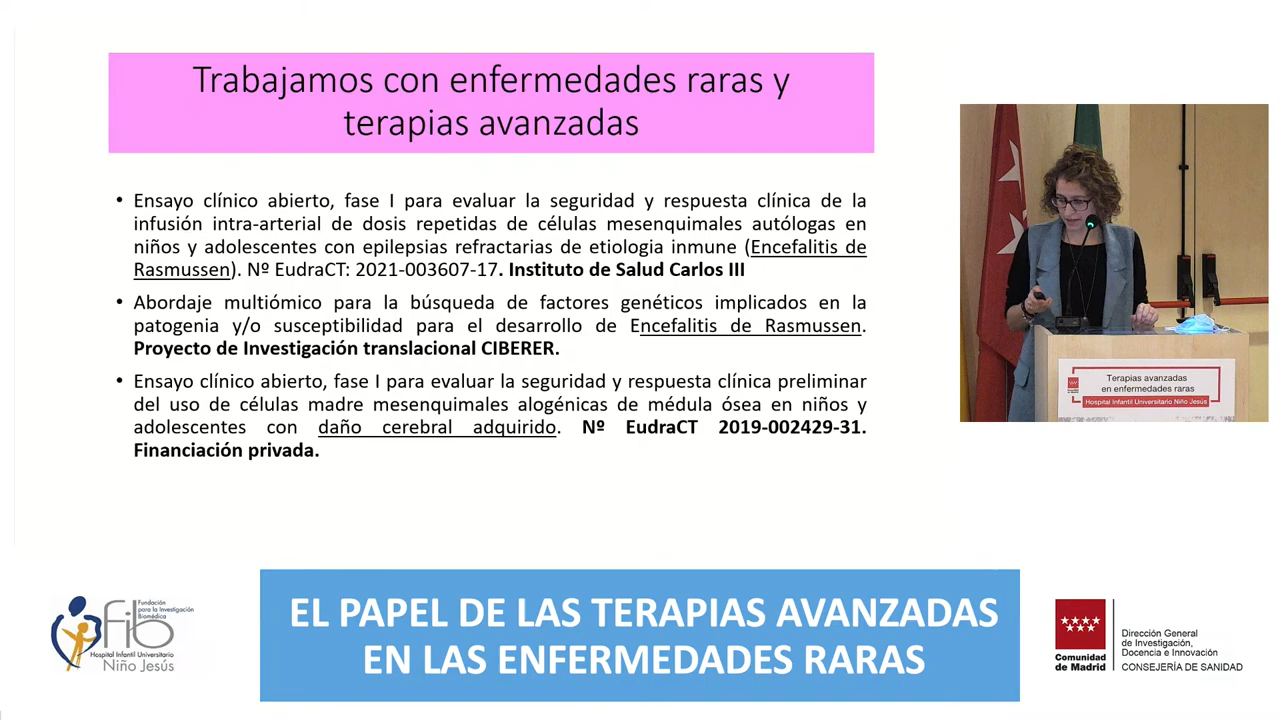 Trabajamos con enfermedades raras y
terapias avanzadas
• Ensayo clínico abierto, fase I para evaluar la seguridad y respuesta clínica de la
infusión intra-arterial de dosis repetidas de células mesenquimales autólogas en
niños y adolescentes con epilepsias refractarias de etiologia inmune (Encefalitis de
Rasmussen). Nº EudraCT: 2021-003607-17. Instituto de Salud Carlos III
• Abordaje multiómico para la búsqueda de factores genéticos implicados en la
patogenia y/o susceptibilidad para el desarrollo de Encefalitis de Rasmussen.
Proyecto de Investigación translacional CIBERER.
• Ensayo clínico abierto, fase I para evaluar la seguridad y respuesta clínica preliminar
del uso de células madre mesenquimales alogénicas de médula ósea en niños y
adolescentes con daño cerebral adquirido. Nº EudraCT 2019-002429-31.
Financiación privada.
Terapias avanzadas
en enfermedades raras
Hospital Infantil Universitario Niño Jesús
fib
Fundación
para la Investigación
Biomédica
Hospital Infantil Universitario
Niño Jesús
EL PAPEL DE LAS TERAPIAS AVANZADAS
EN LAS ENFERMEDADES RARAS
Comunidad
de Madrid
Dirección General
de Investigación,
Docencia e Innovación
CONSEJERÍA DE SANIDAD